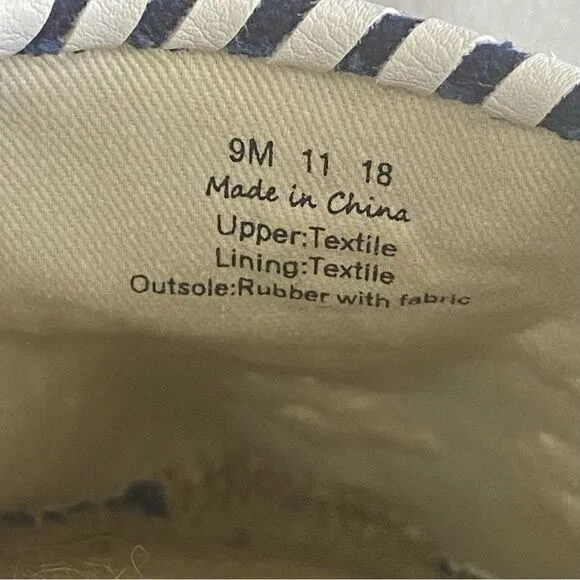 9M 11 18
Made in China
Upper:Textile
Lining:Textile
Outsole:Rubber with fabric